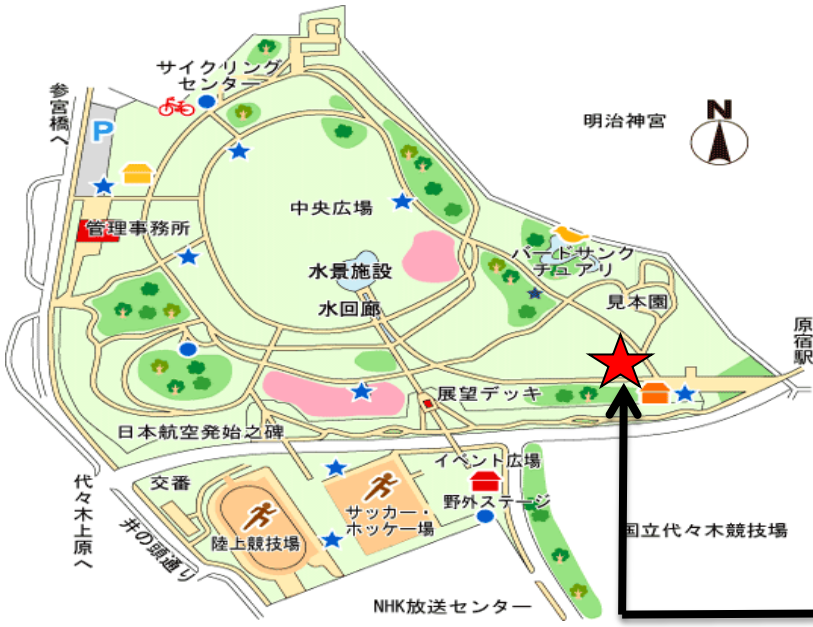 サイクリング
センター
参宮橋へ
P
N
明治神宮
中央広場
管理事務所
バードサンク
チュアリ
水景施設
見本園
水回廊
原宿駅
展望デッキ
日本航空発始之碑
イベント広場
代々木上原へ
交番
野外ステージ
サッカー・
ホッケー場
井の頭通り
陸上競技場
国立代々木競技場
NHK放送センター